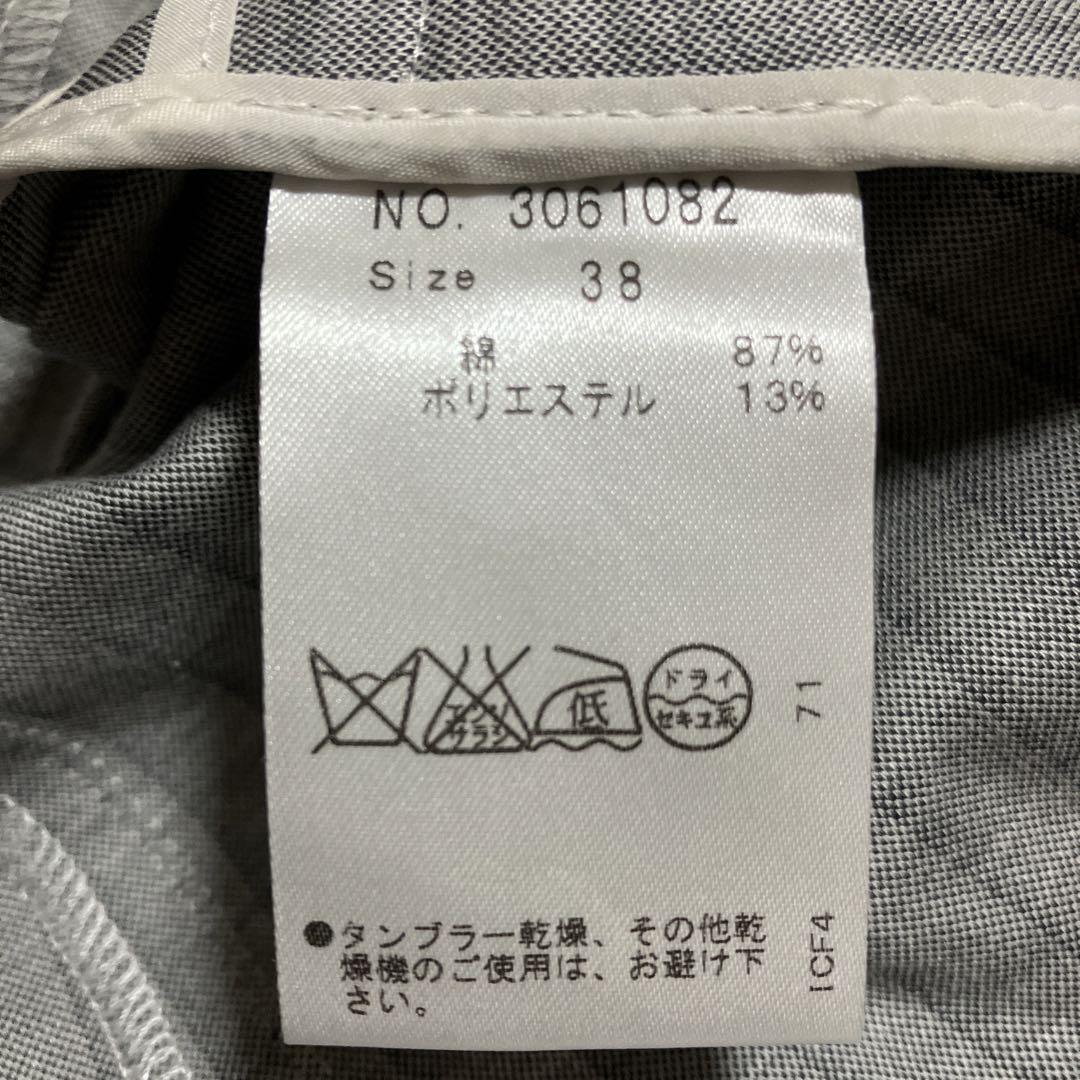 NO. 3061082
Size 38
綿 87%
ポリエステル 13%
エンソ
サラシ
低
ドライ
セキユ系
71
●タンブラー乾燥、その他乾
燥機のご使用は、お避け下
さい。
ICF4